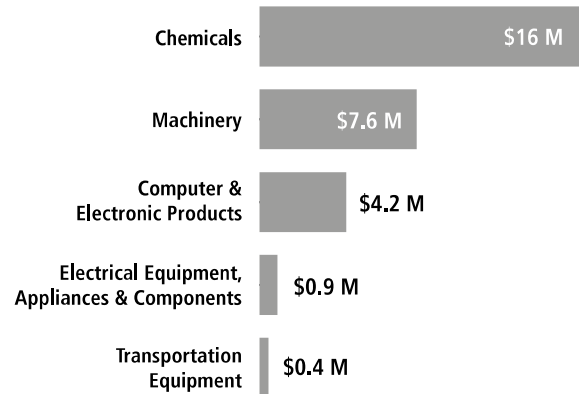 Chemicals
$16 M
Machinery
$7.6 M
Computer &
Electronic Products
$4.2 M
Electrical Equipment,
Appliances & Components
$0.9 M
Transportation
Equipment
$0.4 M